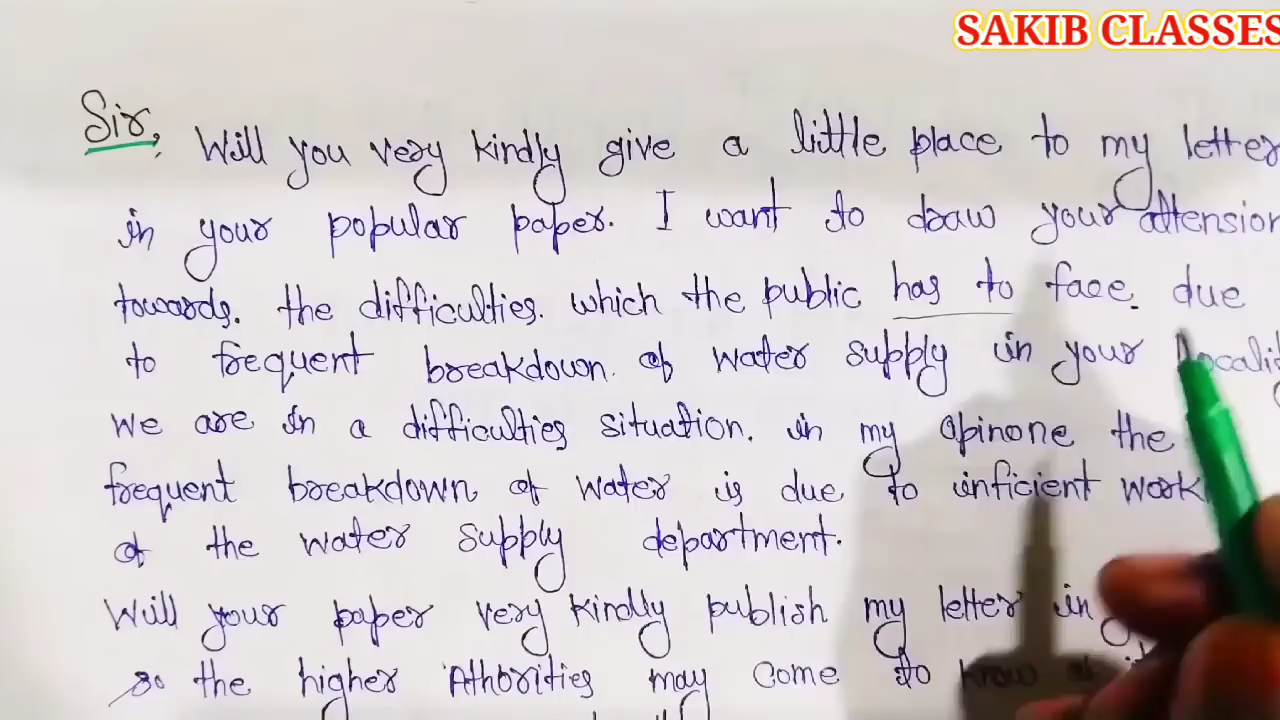 SAKIB CLASSES
Sir,
Will you very kindly give a little place to my letter
in your popular paper. I want to draw your attension
towards. the difficulties. which the public has to face. due
to frequent breakdown. of water supply in your
We are in a difficulties situation. in my opinone the
frequent breakdown of water is due to inficient work
of the water supply department.
Will your paper very kindly publish my letter in
so the higher Athorities may come to know of it